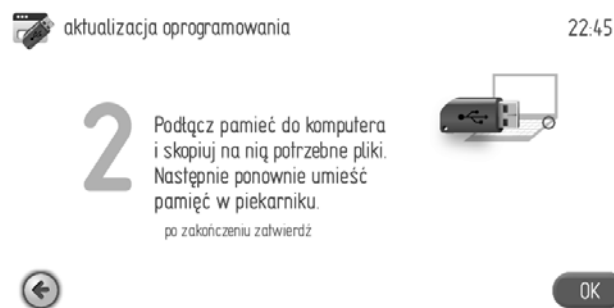 aktualizacja oprogramowania
22:45
2
Podłącz pamieć do komputera
i skopiuj na nią potrzebne pliki.
Następnie ponownie umieść
pamięć w piekarniku.
po zakończeniu zatwierdź
OK